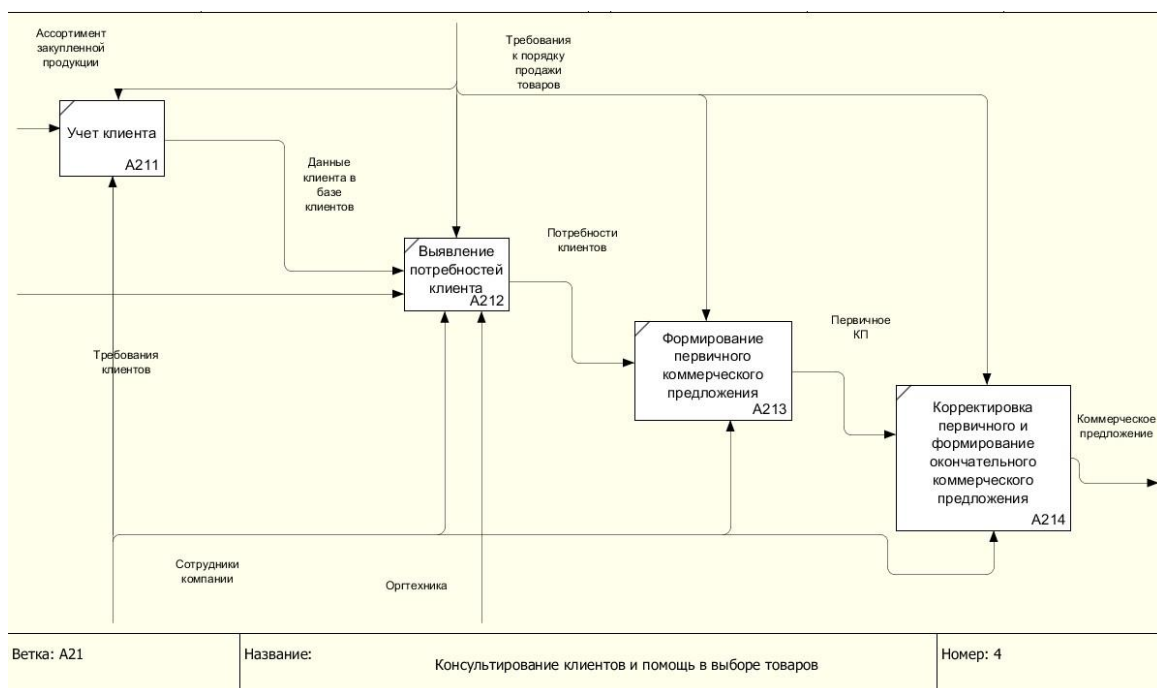 Ассортимент
закупленной
продукции
Требования
к порядку
продажи
товаров
Учет клиента
A211
Данные
клиента в
базе
клиентов
Выявление
потребностей
клиента
A212
Потребности
клиентов
Требования
клиентов
Формирование
первичного
коммерческого
предложения
A213
Первичное
КП
Корректировка
первичного и
формирование
окончательного
коммерческого
предложения
A214
Коммерческое
предложение
Сотрудники
компании
Оргтехника
Ветка: A21
Название:
Консультирование клиентов и помощь в выборе товаров
Номер: 4